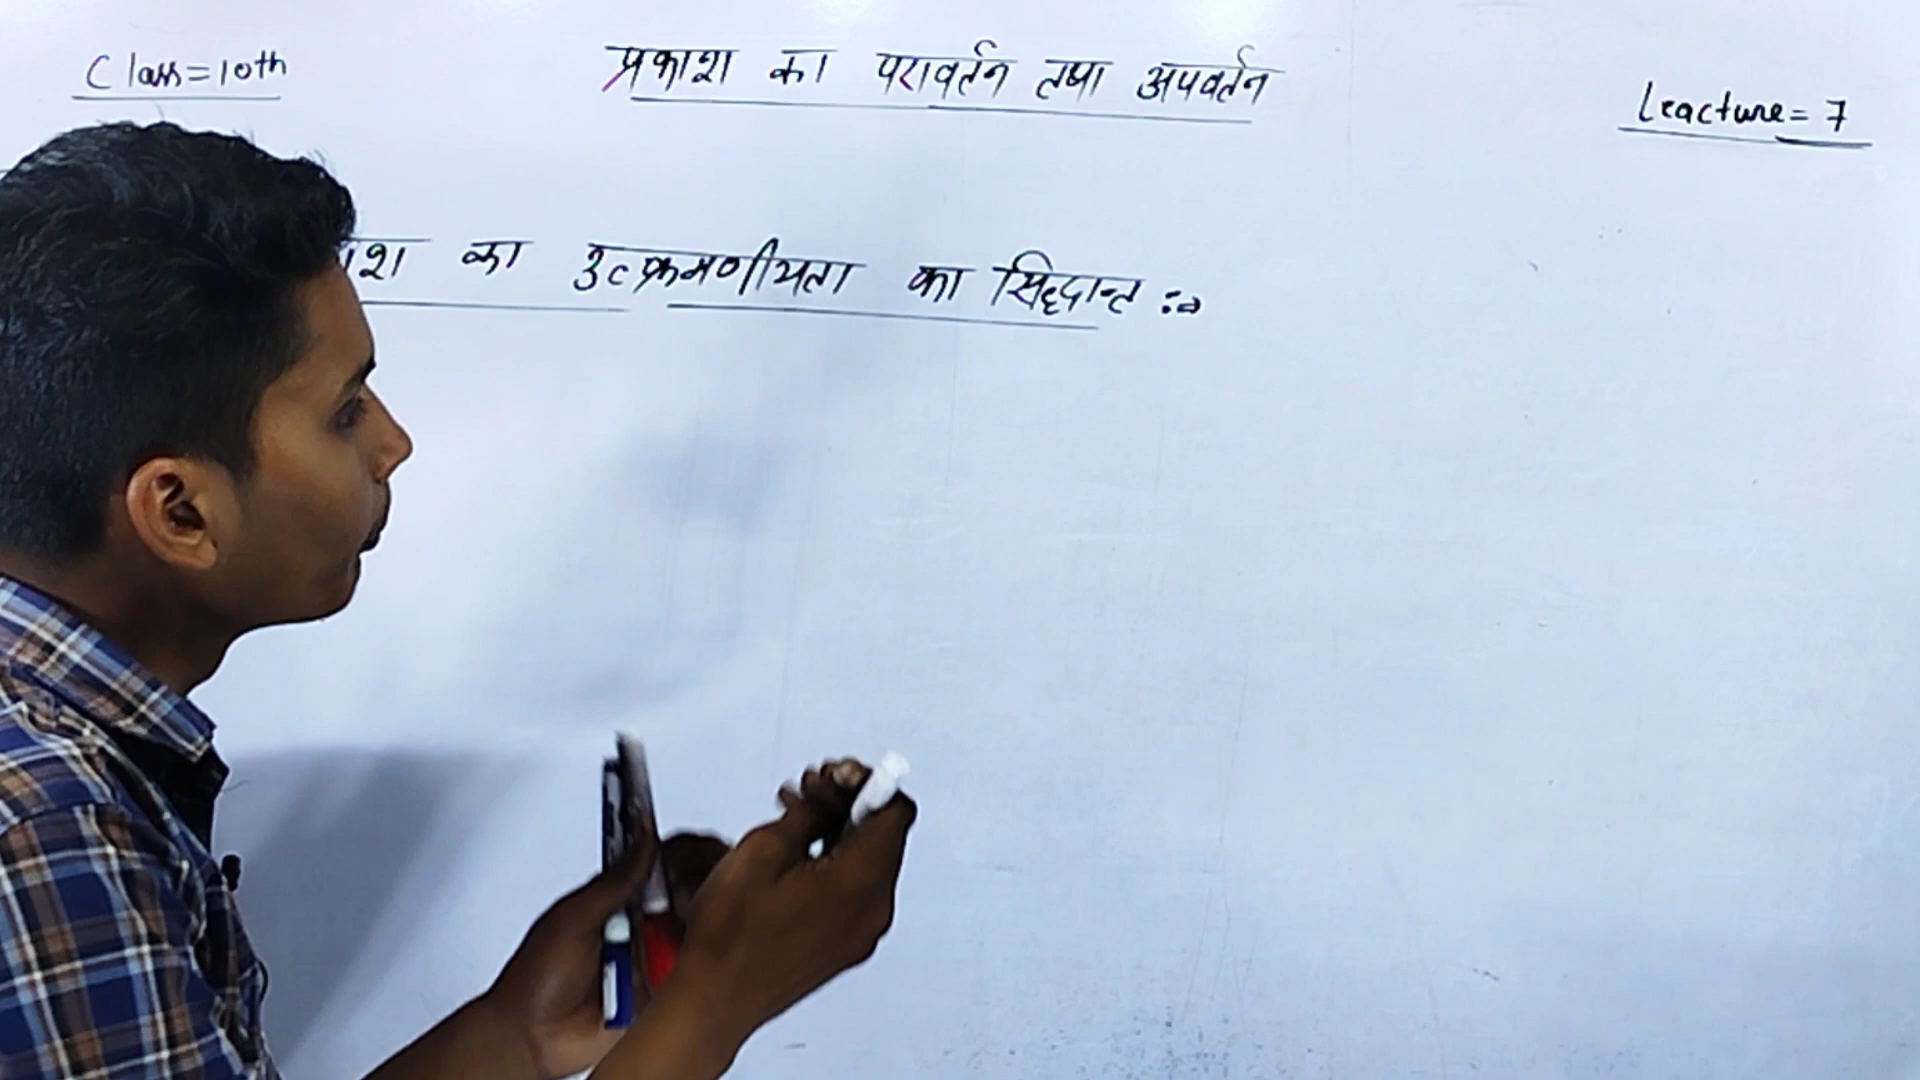 Class=10th
प्रकाश का परावर्तन तथा अपवर्तन
Leacture= 7
ाश का उत्क्रमणीयता का सिद्धान्त :-